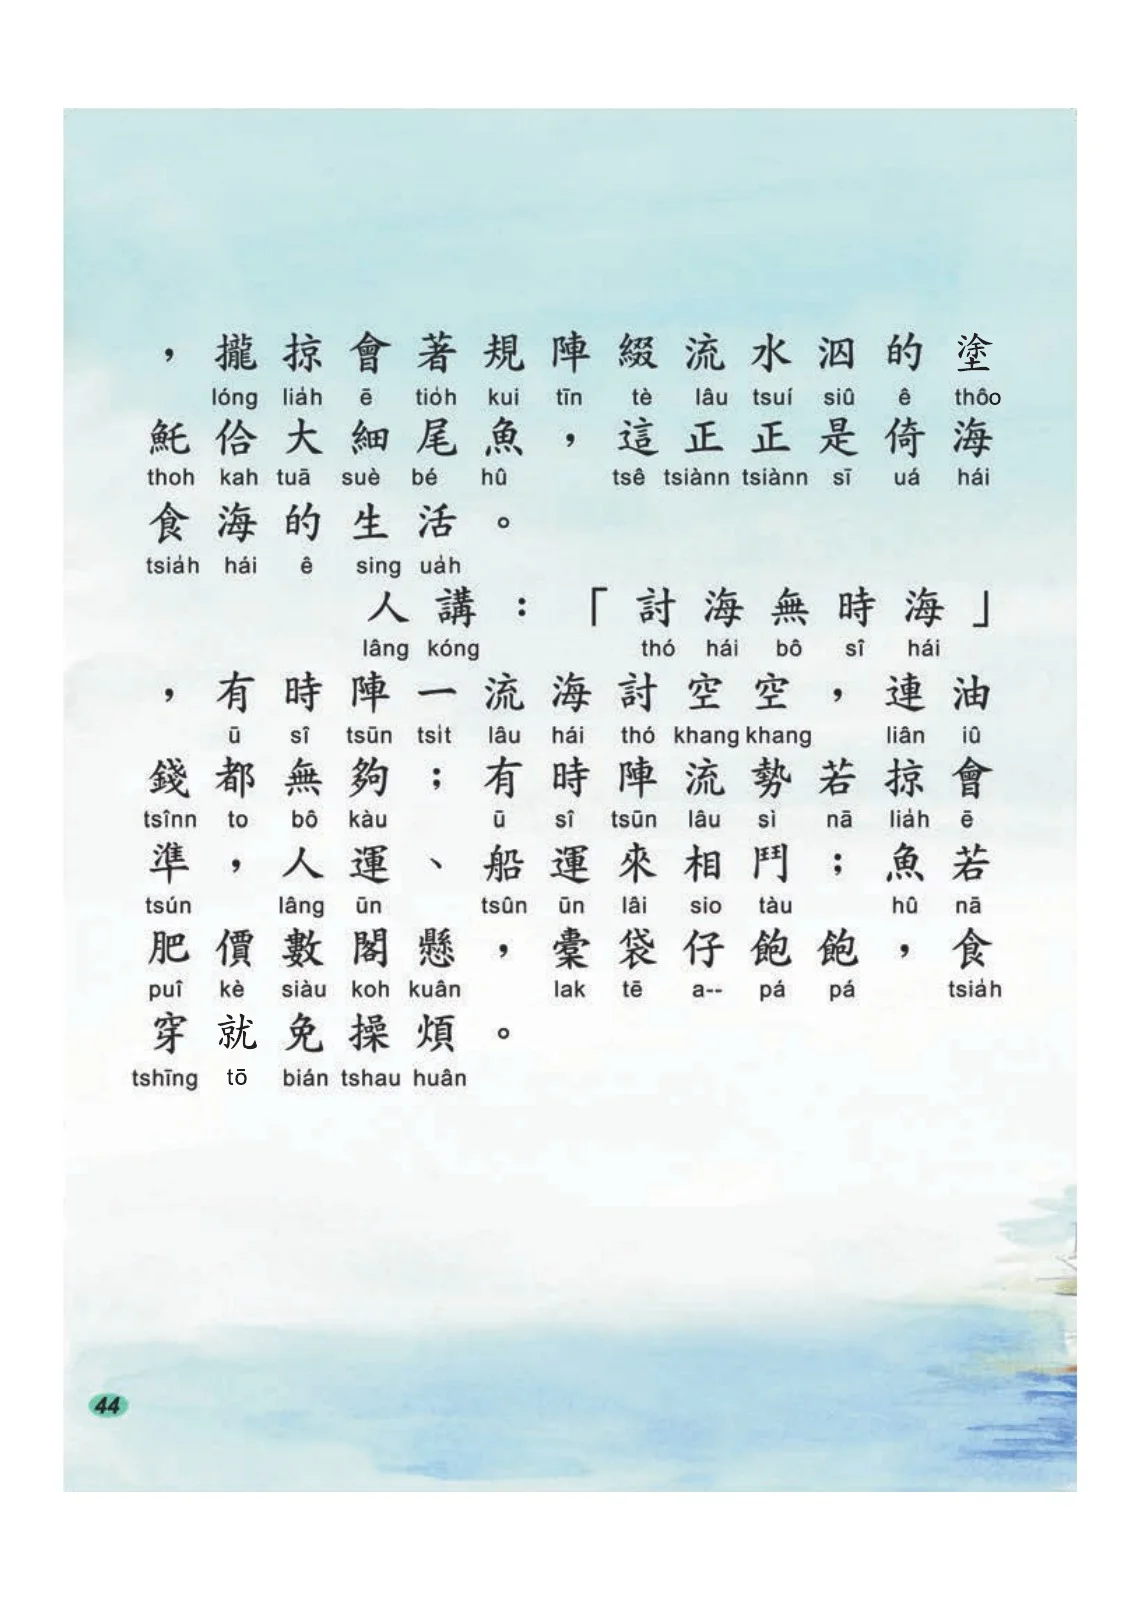 ，攏掠會著規陣綴流水泅的塗
lóng lia̍h ē tio̍h kui tīn tè lâu tsuí siû ê thôo
魠佮大細尾魚，這正正是倚海
thoh kah tuā suè bé hû tsê tsiànn tsiànn sī uá hái
食海的生活。
tsia̍h hái ê sing ua̍h
人講：「討海無時海」
lâng kóng thó hái bô sî hái
，有時陣一流海討空空，連油
ū sî tsūn tsi̍t lâu hái thó khang khang liân iû
錢都無夠；有時陣流勢若掠會
tsînn to bô kàu ū sî tsūn lâu sì nā lia̍h ē
準，人運、船運來相鬥；魚若
tsún lâng ūn tsûn ūn lâi sio tàu hû nā
肥價數閣懸，橐袋仔飽飽，食
puî kè siàu koh kuân lak tē a-- pá pá tsia̍h
穿就免操煩。
tshīng tō bián tshau huân
44